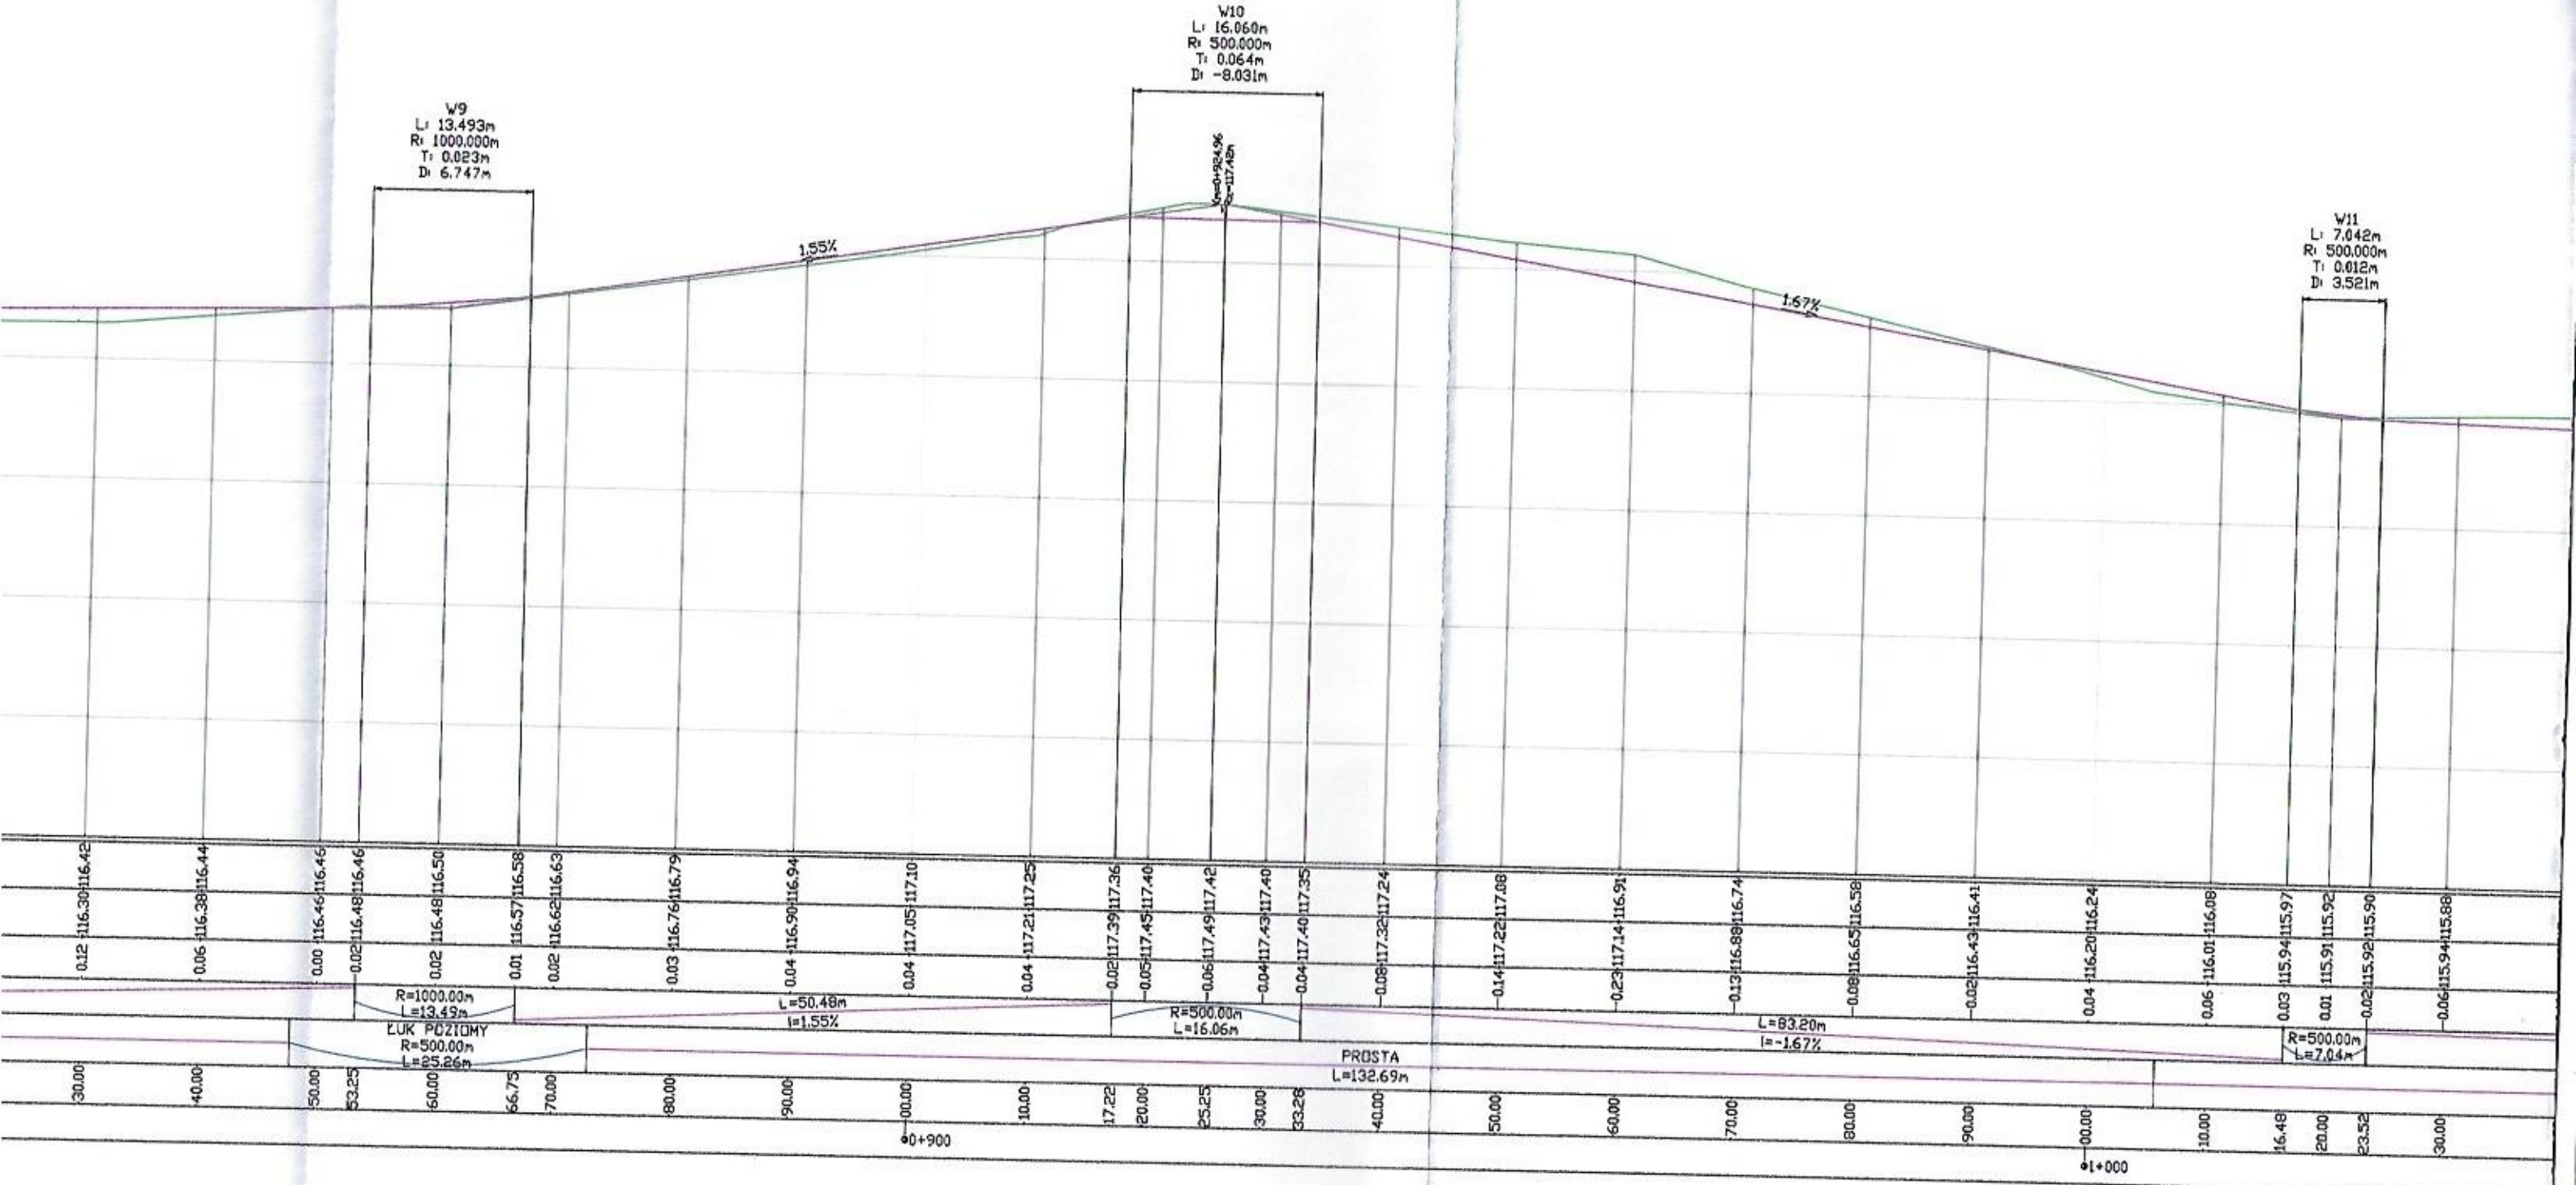 W10
L: 16.060m
R: 500.000m
T: 0.064m
D: -8.031m
W9
L: 13.493m
R: 1000.000m
T: 0.023m
D: 6.747m
W11
L: 7.042m
R: 500.000m
T: 0.012m
D: 3.521m
=0+924.96
=117.42m
1.55%
1.67%
116.42 116.44 116.46 116.46 116.50 116.58 116.63 116.79 116.94 117.10 117.25 117.36 117.40 117.42 117.40 117.35 117.24 117.08 116.91 116.74 116.58 116.41 116.24 116.08 115.97 115.92 115.90 115.88
116.30 116.38 116.46 116.48 116.48 116.57 116.62 116.76 116.90 117.05 117.21 117.39 117.45 117.49 117.43 117.40 117.32 117.22 117.14 116.88 116.65 116.43 116.20 116.01 115.94 115.91 115.92 115.94
0.12 0.06 0.00 -0.02 0.02 0.01 0.02 0.03 0.04 0.04 0.04 -0.02 -0.05 -0.06 -0.04 -0.04 -0.08 -0.14 -0.23 -0.13 -0.08 -0.02 0.04 0.06 0.03 0.01 -0.02 -0.06
R=1000.00m
L=13.49m
L=50.48m
i=1.55%
R=500.00m
L=16.06m
L=83.20m
i=-1.67%
R=500.00m
L=7.04m
ŁUK POZIOMY
R=500.00m
L=25.26m
PROSTA
L=132.69m
30.00 40.00 50.00 53.25 60.00 66.75 70.00 80.00 90.00 00.00 10.00 17.22 20.00 25.25 30.00 33.28 40.00 50.00 60.00 70.00 80.00 90.00 00.00 10.00 16.48 20.00 23.52 30.00
0+900
1+000